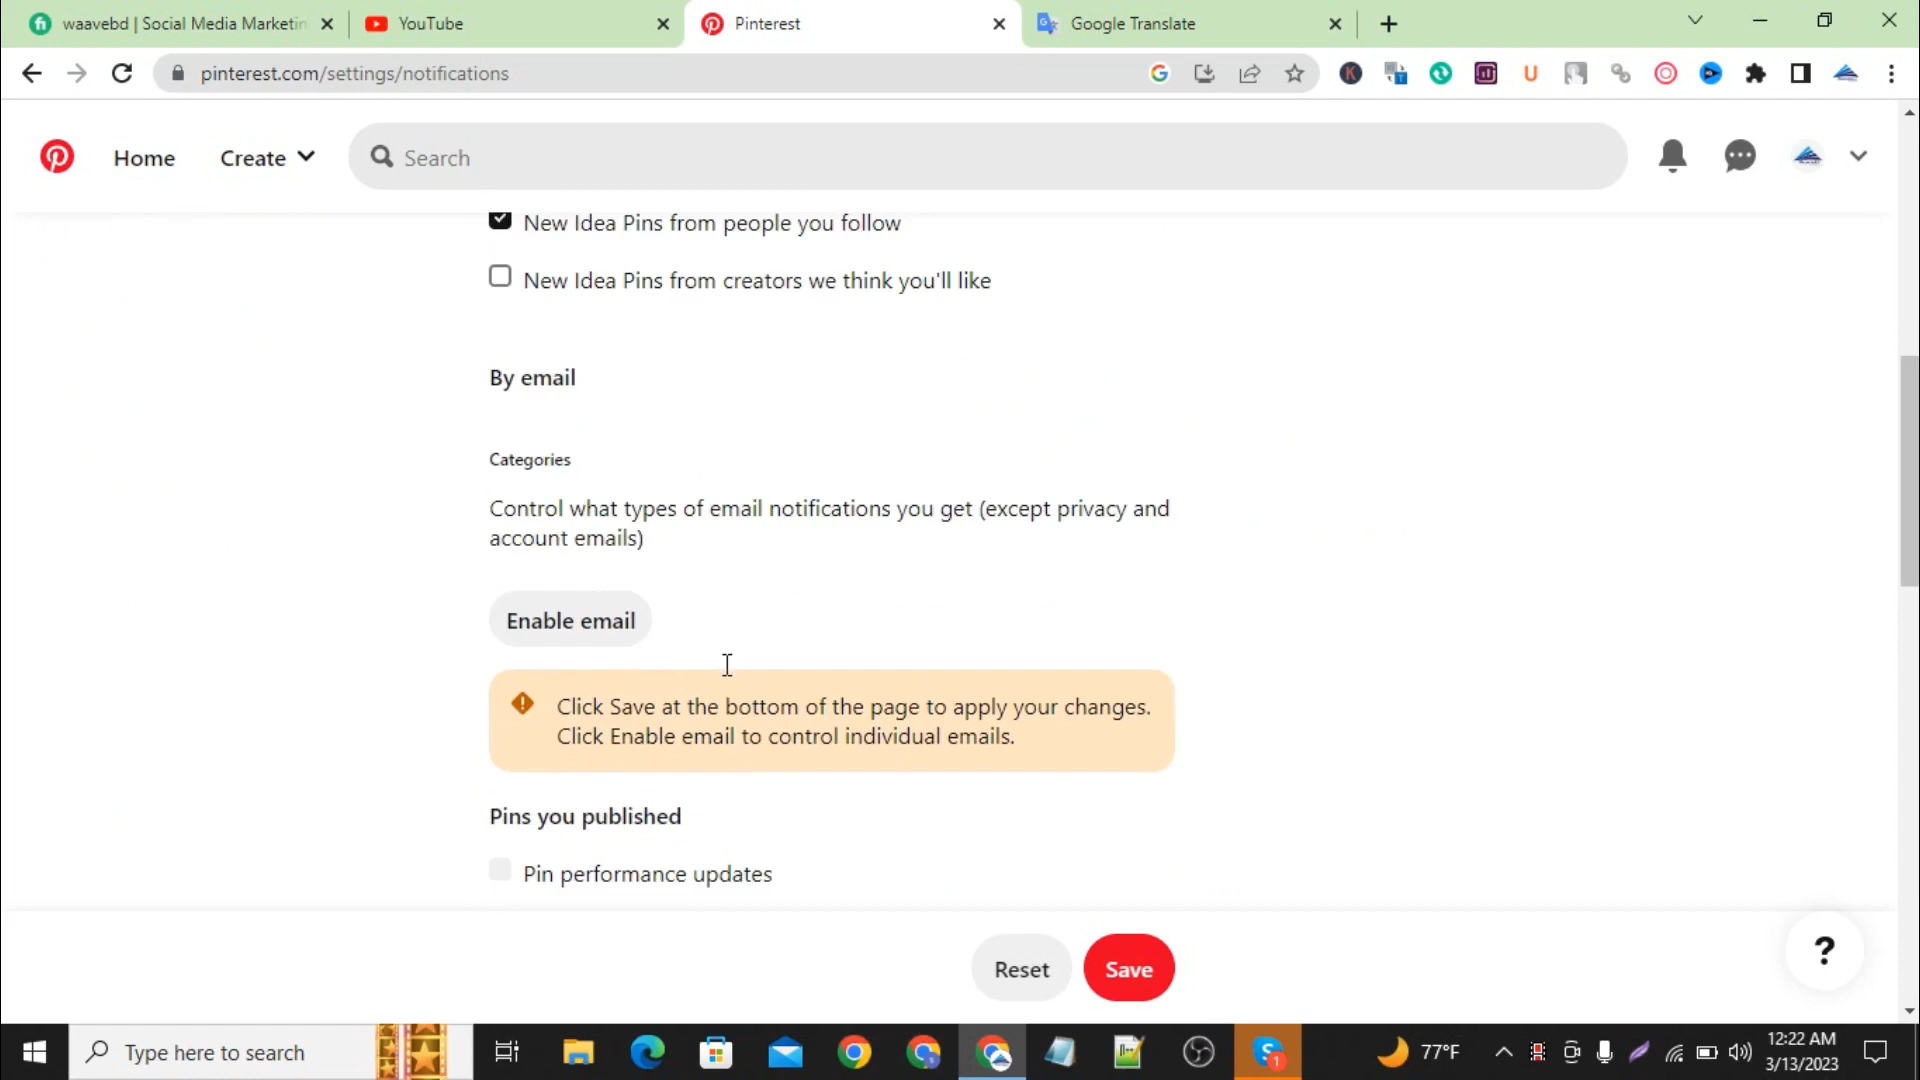 waavebd | Social Media Marketin
YouTube
Pinterest
Google Translate
pinterest.com/settings/notifications
Home
Create
Search
New Idea Pins from people you follow
New Idea Pins from creators we think you'll like
By email
Categories
Control what types of email notifications you get (except privacy and
account emails)
Enable email
Click Save at the bottom of the page to apply your changes.
Click Enable email to control individual emails.
Pins you published
Pin performance updates
Reset
Save
?
Type here to search
77°F
12:22 AM
3/13/2023